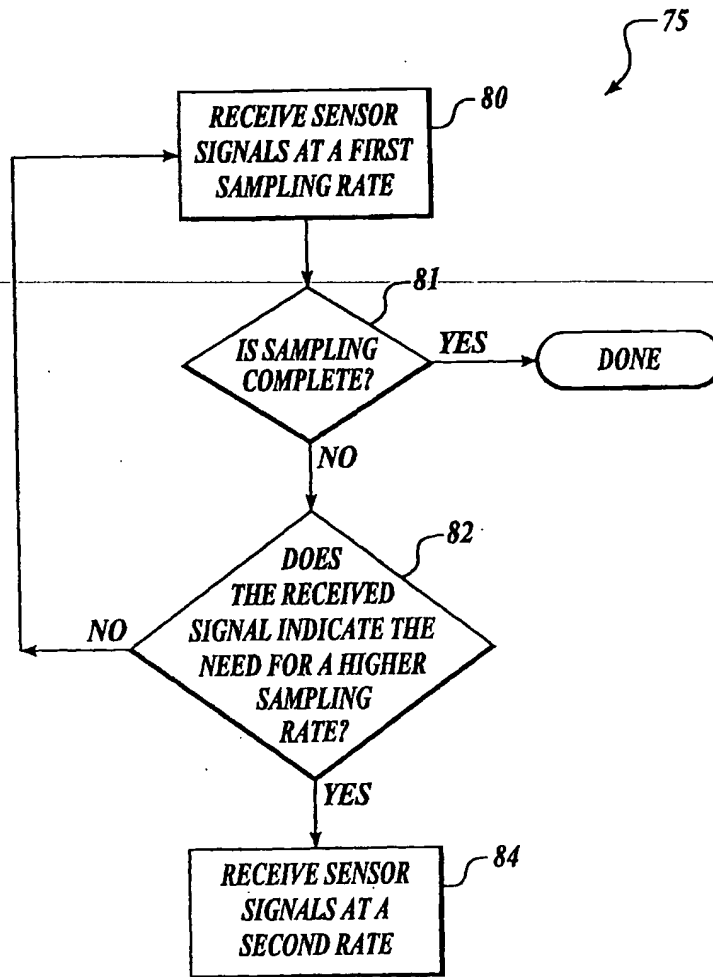 75
80
RECEIVE SENSOR
SIGNALS AT A FIRST
SAMPLING RATE
81
IS SAMPLING
COMPLETE?
YES
DONE
NO
82
DOES
THE RECEIVED
SIGNAL INDICATE THE
NEED FOR A HIGHER
SAMPLING
RATE?
NO
YES
84
RECEIVE SENSOR
SIGNALS AT A
SECOND RATE